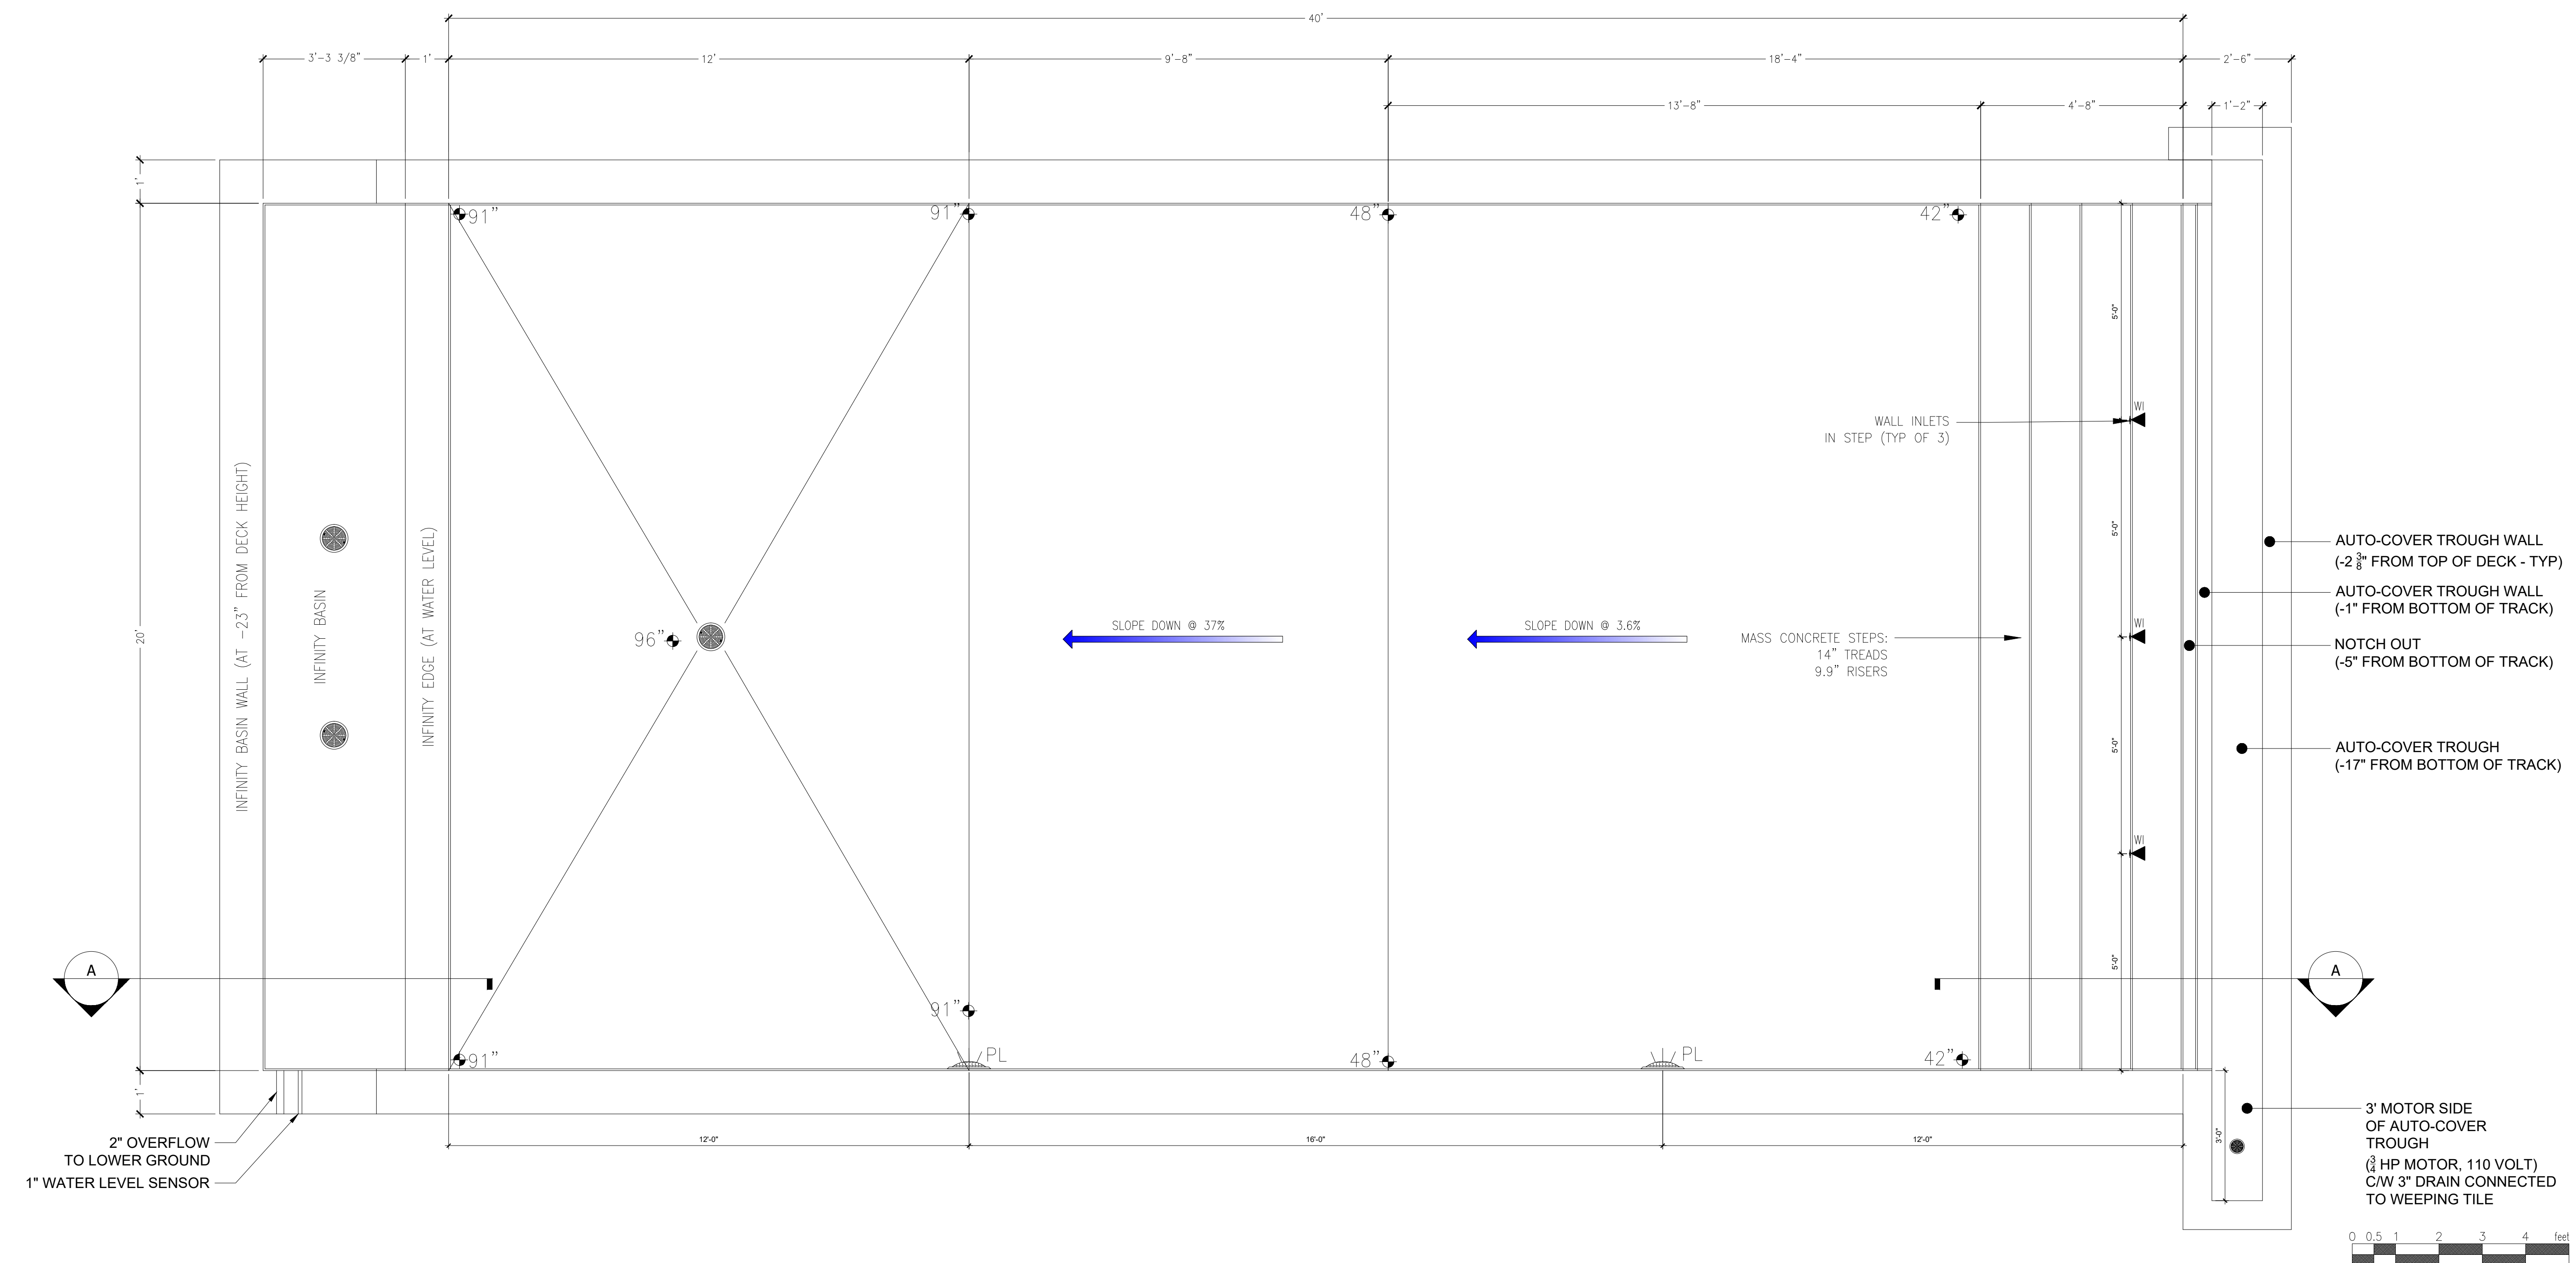 40'
3'-3 3/8"
1'
12'
9'-8"
18'-4"
2'-6"
13'-8"
4'-8"
1'-2"
1'
91"
91"
48"
42"
5'-0"
WI
WALL INLETS
IN STEP (TYP OF 3)
INFINITY BASIN WALL (AT -23" FROM DECK HEIGHT)
INFINITY BASIN
INFINITY EDGE (AT WATER LEVEL)
20'
96"
SLOPE DOWN @ 37%
SLOPE DOWN @ 3.6%
MASS CONCRETE STEPS:
14" TREADS
9.9" RISERS
5'-0"
WI
AUTO-COVER TROUGH WALL
(-2 3/8" FROM TOP OF DECK - TYP)
AUTO-COVER TROUGH WALL
(-1" FROM BOTTOM OF TRACK)
NOTCH OUT
(-5" FROM BOTTOM OF TRACK)
AUTO-COVER TROUGH
(-17" FROM BOTTOM OF TRACK)
5'-0"
WI
A
5'-0"
A
91"
91"
PL
48"
PL
42"
1'
2" OVERFLOW
TO LOWER GROUND
1" WATER LEVEL SENSOR
12'-0"
16'-0"
12'-0"
3'-0"
3' MOTOR SIDE
OF AUTO-COVER
TROUGH
(3/4 HP MOTOR, 110 VOLT)
C/W 3" DRAIN CONNECTED
TO WEEPING TILE
0 0.5 1 2 3 4 feet